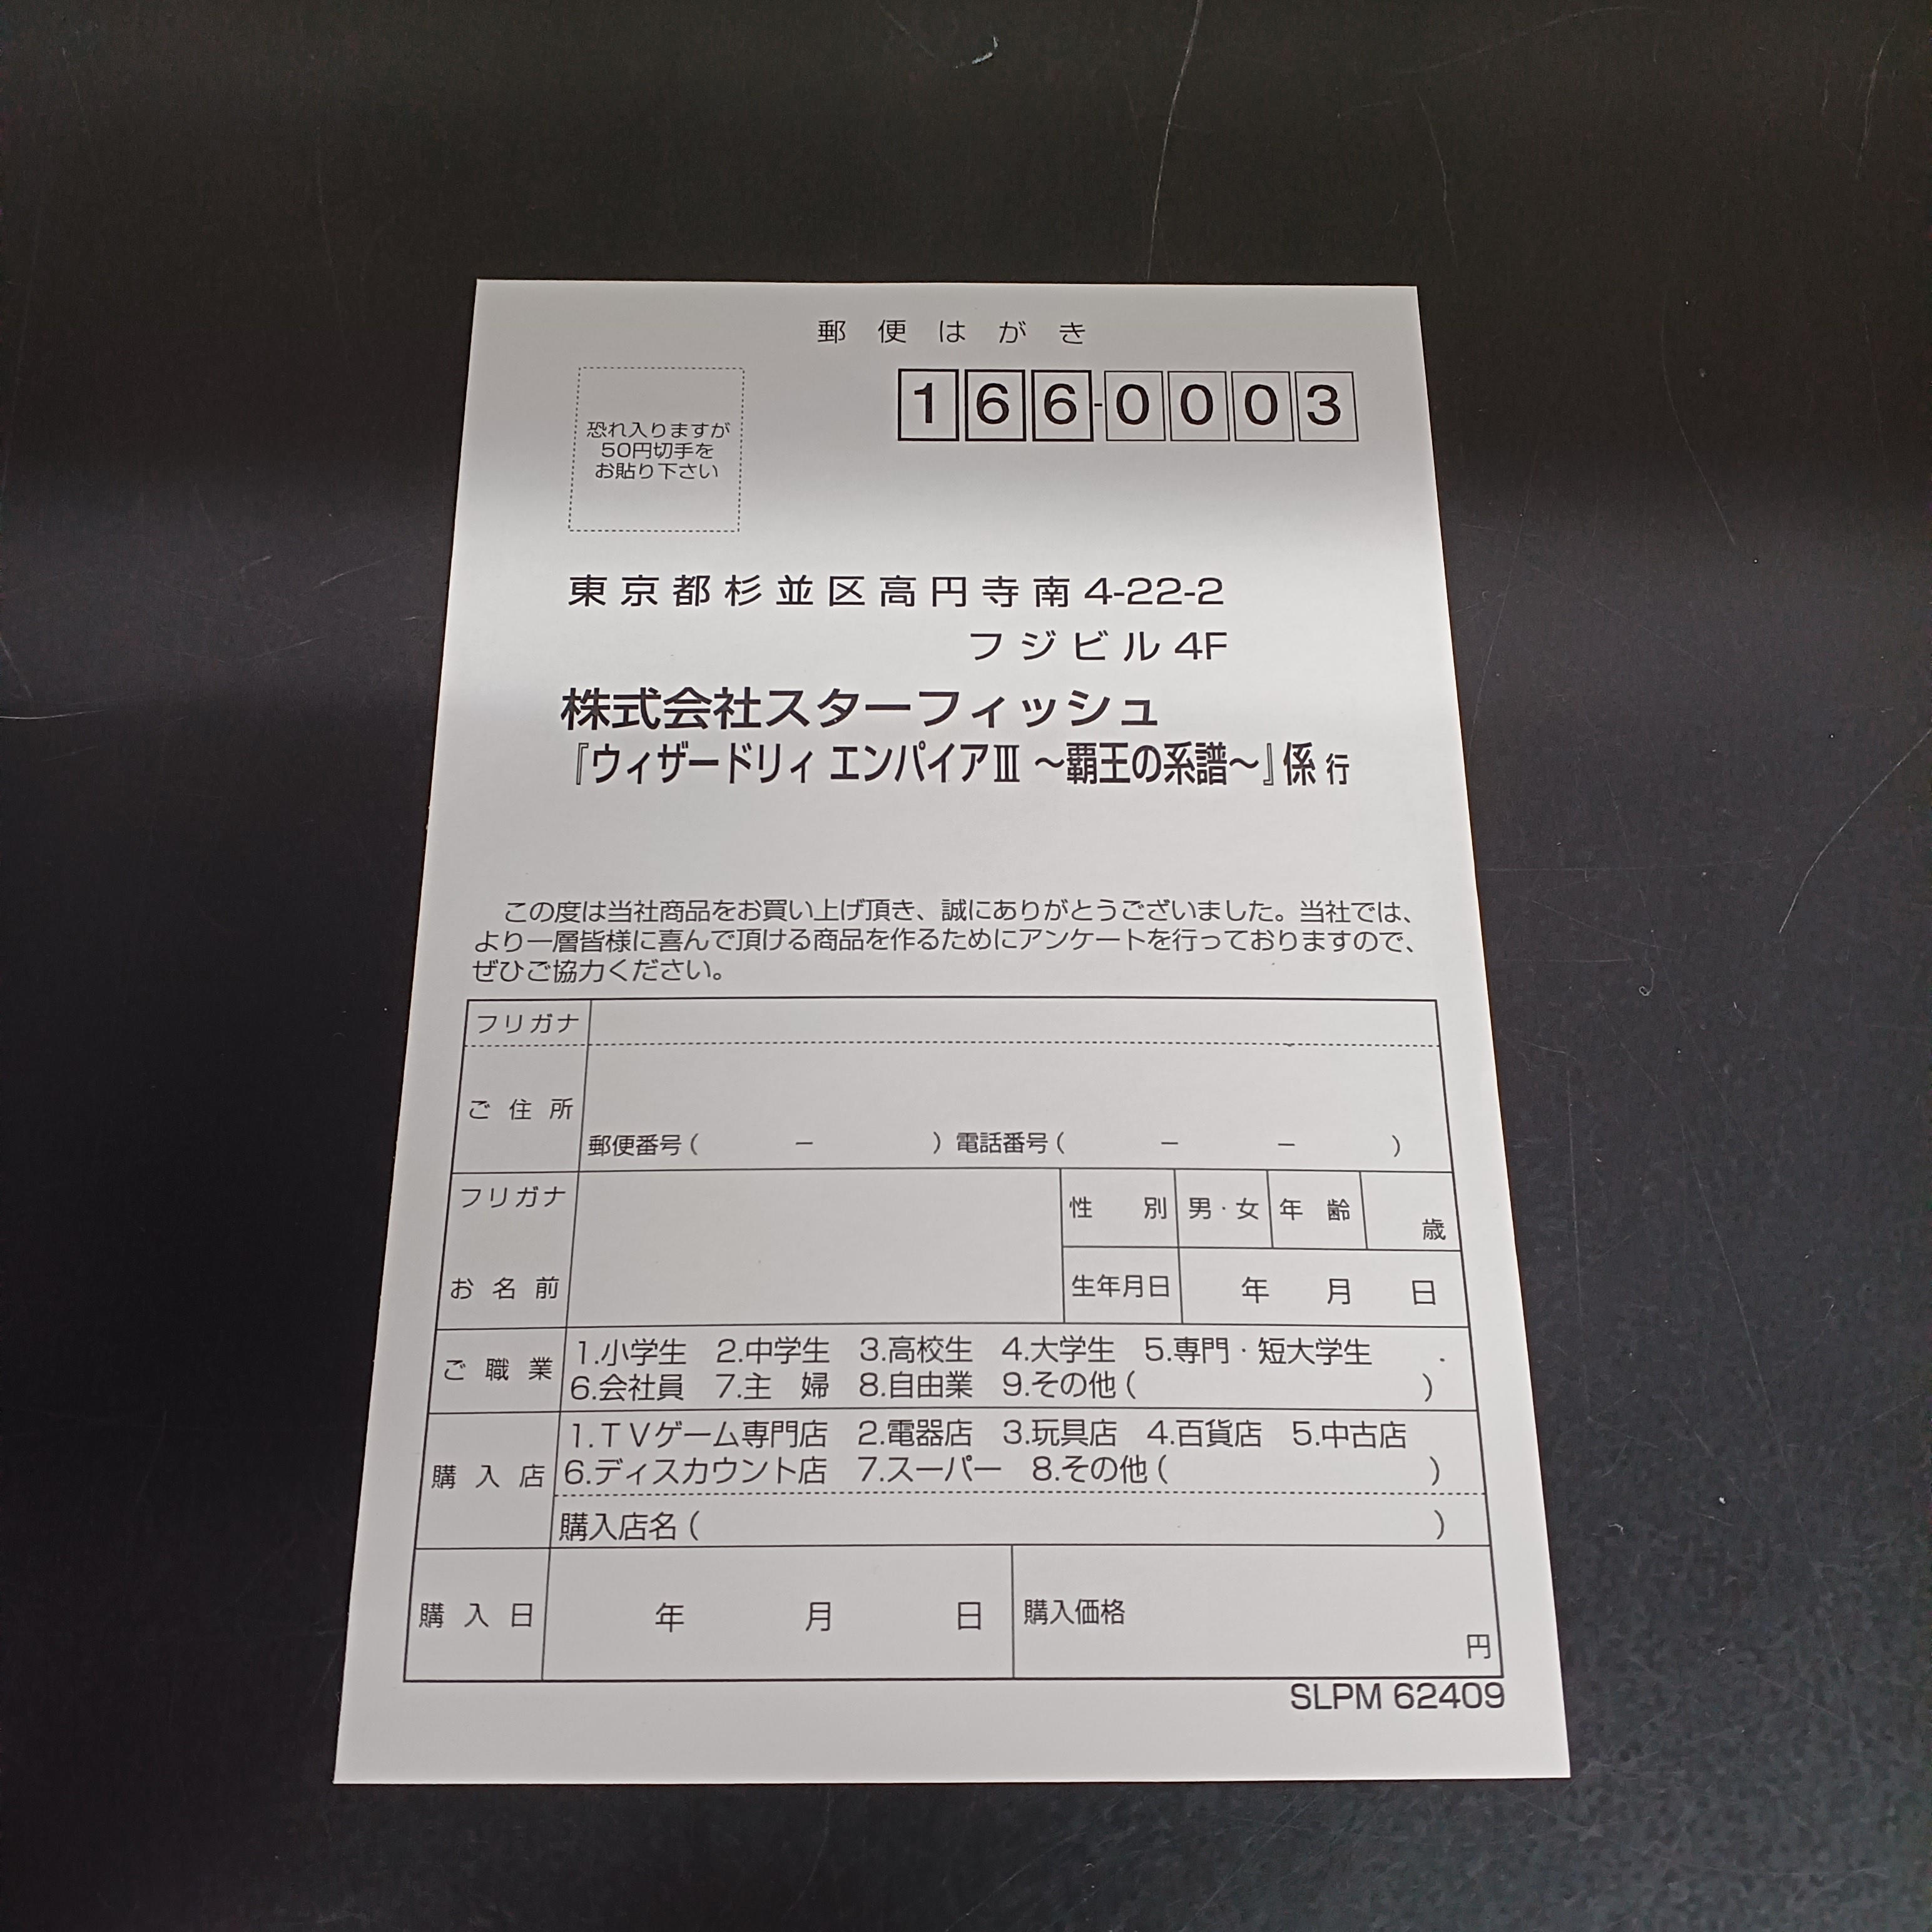 郵便はがき
166-0003
恐れ入りますが
50円切手を
お貼り下さい
東京都杉並区高円寺南4-22-2
フジビル4F
株式会社スターフィッシュ
『ウィザードリィ エンパイアⅢ ～覇王の系譜～』係 行
この度は当社商品をお買い上げ頂き、誠にありがとうございました。当社では、
より一層皆様に喜んで頂ける商品を作るためにアンケートを行っておりますので、
ぜひご協力ください。
フリガナ
ご住所
郵便番号（　　－　　）電話番号（　　－　　－　　）
フリガナ
お名前
性別 男・女 年齢 歳
生年月日 年 月 日
ご職業
1.小学生 2.中学生 3.高校生 4.大学生 5.専門・短大学生
6.会社員 7.主　婦 8.自由業 9.その他（　　）
購入店
1.ＴＶゲーム専門店 2.電器店 3.玩具店 4.百貨店 5.中古店
6.ディスカウント店 7.スーパー 8.その他（　　）
購入店名（　　）
購入日 年 月 日 購入価格 円
SLPM 62409